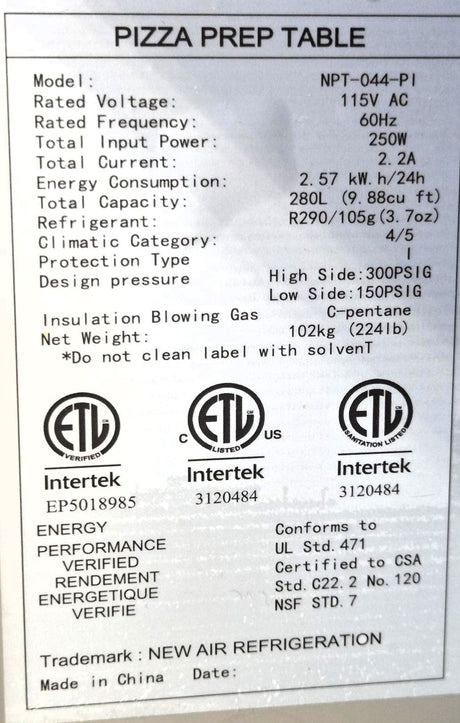 PIZZA PREP TABLE
Model: NPT-044-PI
Rated Voltage: 115V AC
Rated Frequency: 60Hz
Total Input Power: 250W
Total Current: 2.2A
Energy Consumption: 2.57 kW.h/24h
Total Capacity: 280L (9.88cu ft)
Refrigerant: R290/105g(3.7oz)
Climatic Category: 4/5
Protection Type I
Design pressure High Side:300PSIG
Low Side:150PSIG
Insulation Blowing Gas C-pentane
Net Weight: 102kg (224lb)
*Do not clean label with solvenT
ETL CM VERIFIED
Intertek
EP5018985
C ETL CM LISTED US
Intertek
3120484
ETL CM SANITATION LISTED
Intertek
3120484
ENERGY
PERFORMANCE
VERIFIED
RENDEMENT
ENERGETIQUE
VERIFIE
Conforms to
UL Std. 471
Certified to CSA
Std. C22.2 No. 120
NSF STD. 7
Trademark : NEW AIR REFRIGERATION
Made in China Date: